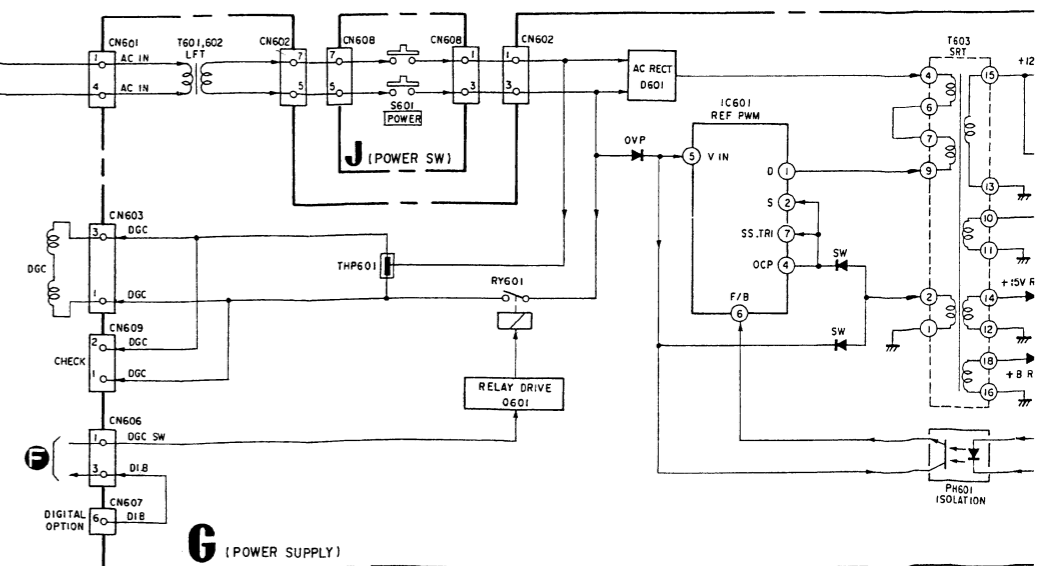 CN601
T601,602
LFT
CN602
CN608
CN608
CN602
T603
SRT
1
AC IN
7
7
1
1
AC RECT
D601
4
15
+12
4
AC IN
5
5
3
3
S601
POWER
6
J (POWER SW)
OVP
IC601
REF PWM
7
5
V IN
D
1
9
13
S
2
CN603
3
DGC
SS,TRI
7
10
DGC
THP601
OCP
4
SW
11
1
DGC
RY601
F/B
6
2
14
+15V R
CN609
2
DGC
SW
1
12
CHECK
1
DGC
RELAY DRIVE
Q601
18
+B R
16
CN606
F
1
DGC SW
3
DIB
CN607
DIGITAL
OPTION
6
DIB
PH601
ISOLATION
G (POWER SUPPLY)